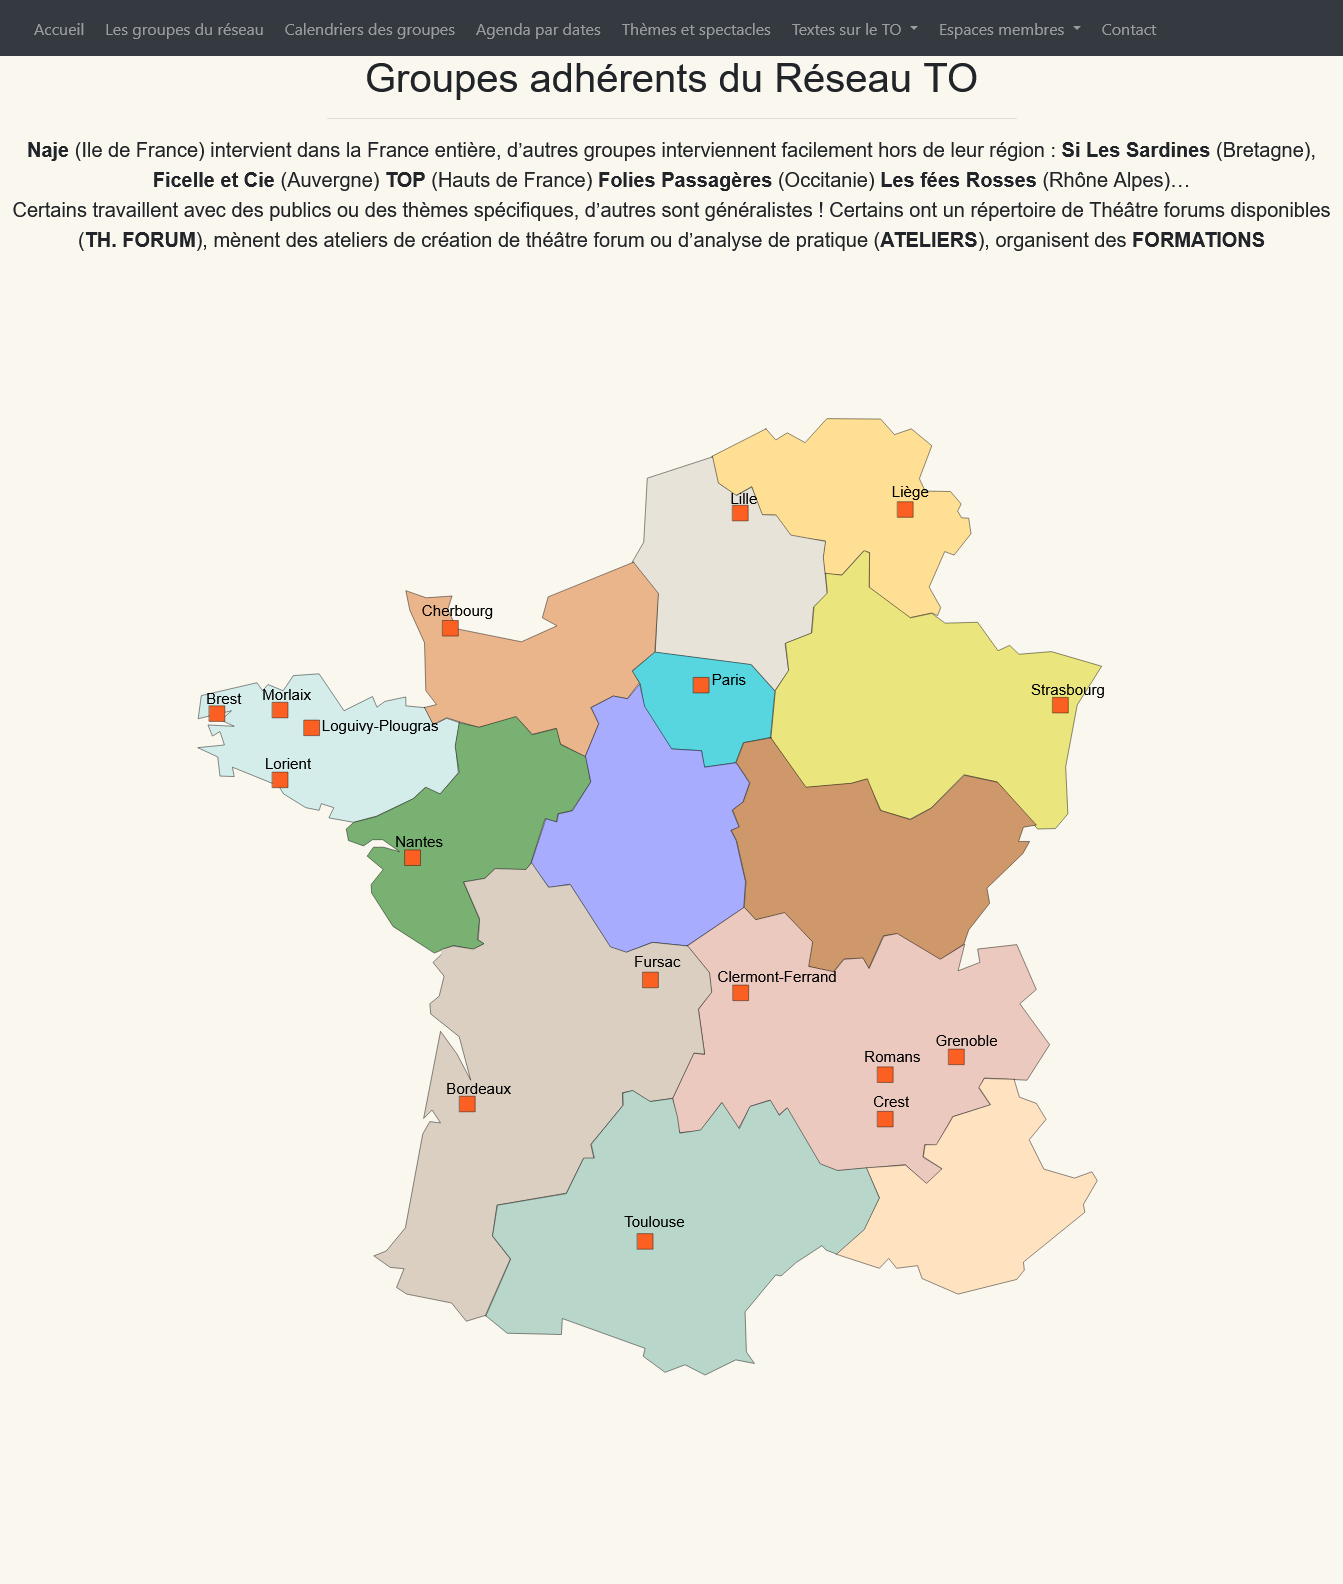 Accueil Les groupes du réseau Calendriers des groupes Agenda par dates Thèmes et spectacles Textes sur le TO Espaces membres Contact
Groupes adhérents du Réseau TO
Naje (Ile de France) intervient dans la France entière, d’autres groupes interviennent facilement hors de leur région : Si Les Sardines (Bretagne),
Ficelle et Cie (Auvergne) TOP (Hauts de France) Folies Passagères (Occitanie) Les fées Rosses (Rhône Alpes)…
Certains travaillent avec des publics ou des thèmes spécifiques, d’autres sont généralistes ! Certains ont un répertoire de Théâtre forums disponibles
(TH. FORUM), mènent des ateliers de création de théâtre forum ou d’analyse de pratique (ATELIERS), organisent des FORMATIONS
Liège
Lille
Cherbourg
Paris
Strasbourg
Morlaix
Brest
Loguivy-Plougras
Lorient
Nantes
Fursac
Clermont-Ferrand
Grenoble
Romans
Bordeaux
Crest
Toulouse